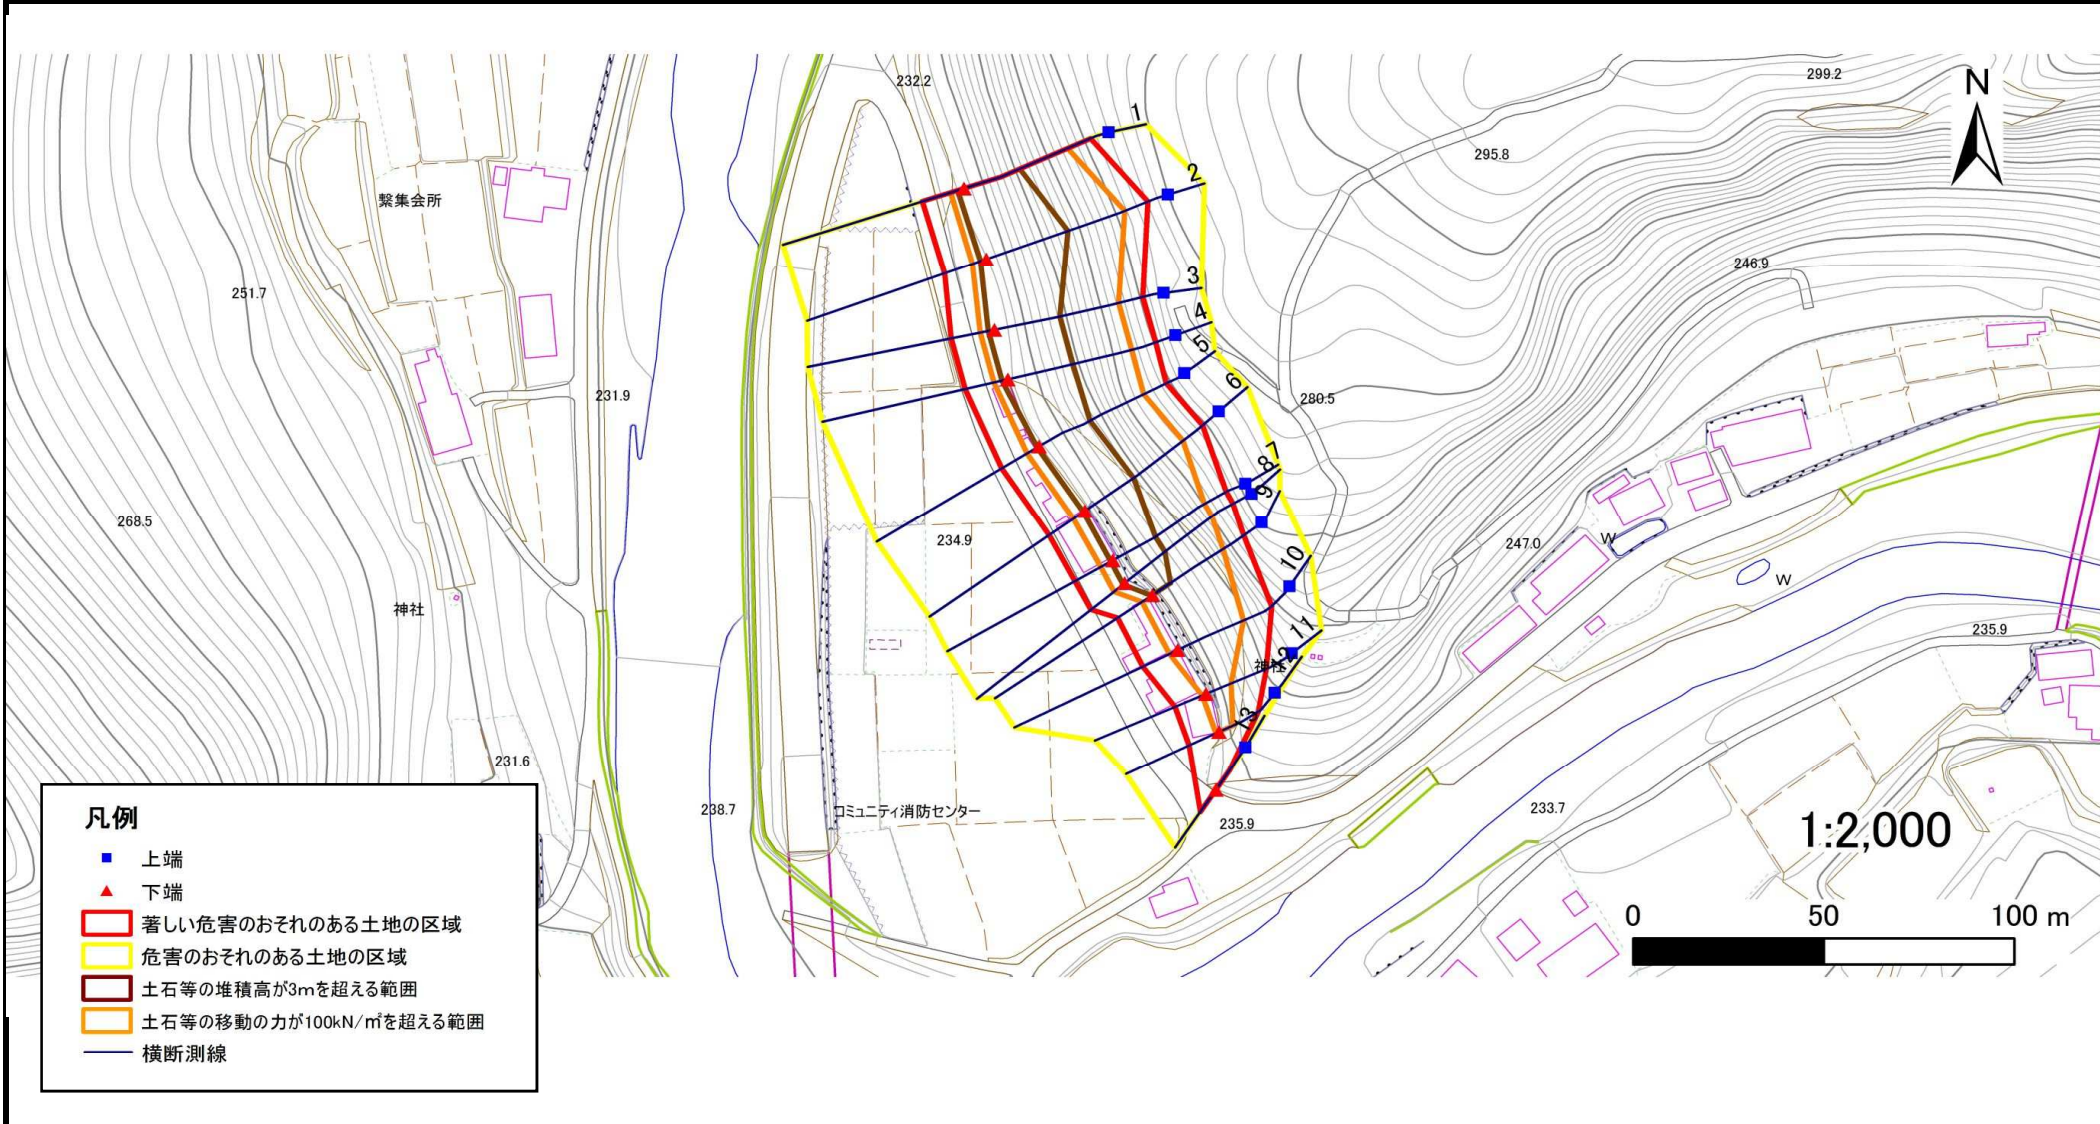 232.2
299.2
N
1
295.8
2
繋集会所
246.9
3
251.7
4
5
6
231.9
280.5
7
8
9
268.5
234.9
247.0
W
10
W
神社
11
235.9
神社
12
13
231.6
238.7
コミュニティ消防センター
235.9
233.7
1:2,000
0 50 100 m
凡例
上端
下端
著しい危害のおそれのある土地の区域
危害のおそれのある土地の区域
土石等の堆積高が3mを超える範囲
土石等の移動の力が100kN/㎡を超える範囲
横断測線